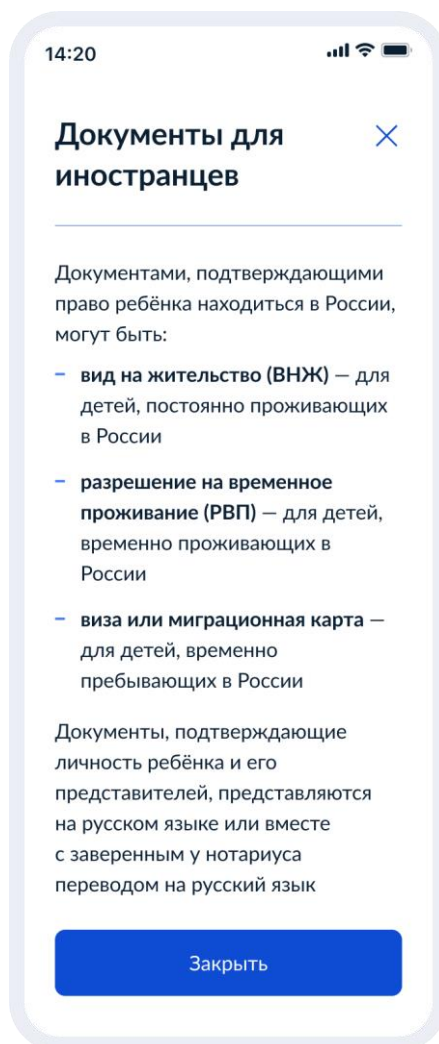 14:20
Документы для
иностранцев
Документами, подтверждающими
право ребёнка находиться в России,
могут быть:
– вид на жительство (ВНЖ) — для
детей, постоянно проживающих
в России
– разрешение на временное
проживание (РВП) — для детей,
временно проживающих в
России
– виза или миграционная карта —
для детей, временно
пребывающих в России
Документы, подтверждающие
личность ребёнка и его
представителей, представляются
на русском языке или вместе
с заверенным у нотариуса
переводом на русский язык
Закрыть